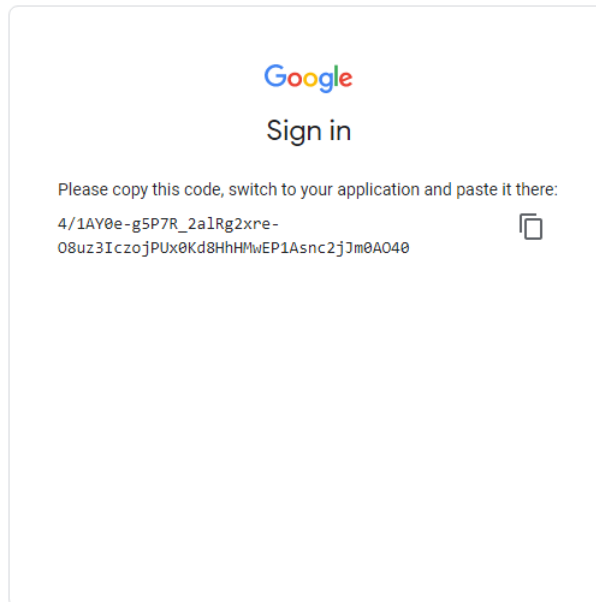 Google
Sign in
Please copy this code, switch to your application and paste it there:
4/1AY0e-g5P7R_2alRg2xre-
O8uz3IczojPUx0Kd8HhHMwEP1Asnc2jJm0AO40